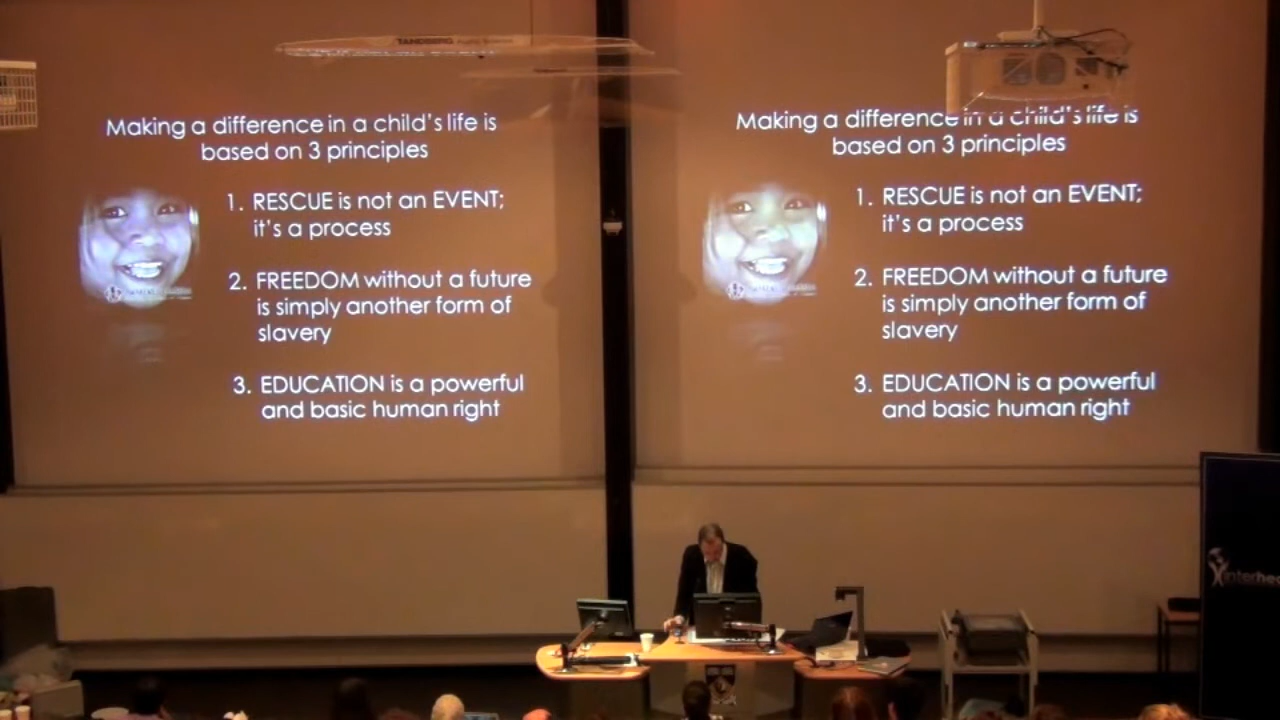 TANDBERG
Making a difference in a child's life is
based on 3 principles
1. RESCUE is not an EVENT;
it's a process
2. FREEDOM without a future
is simply another form of
slavery
3. EDUCATION is a powerful
and basic human right
Making a difference in a child's life is
based on 3 principles
1. RESCUE is not an EVENT;
it's a process
2. FREEDOM without a future
is simply another form of
slavery
3. EDUCATION is a powerful
and basic human right
interhea